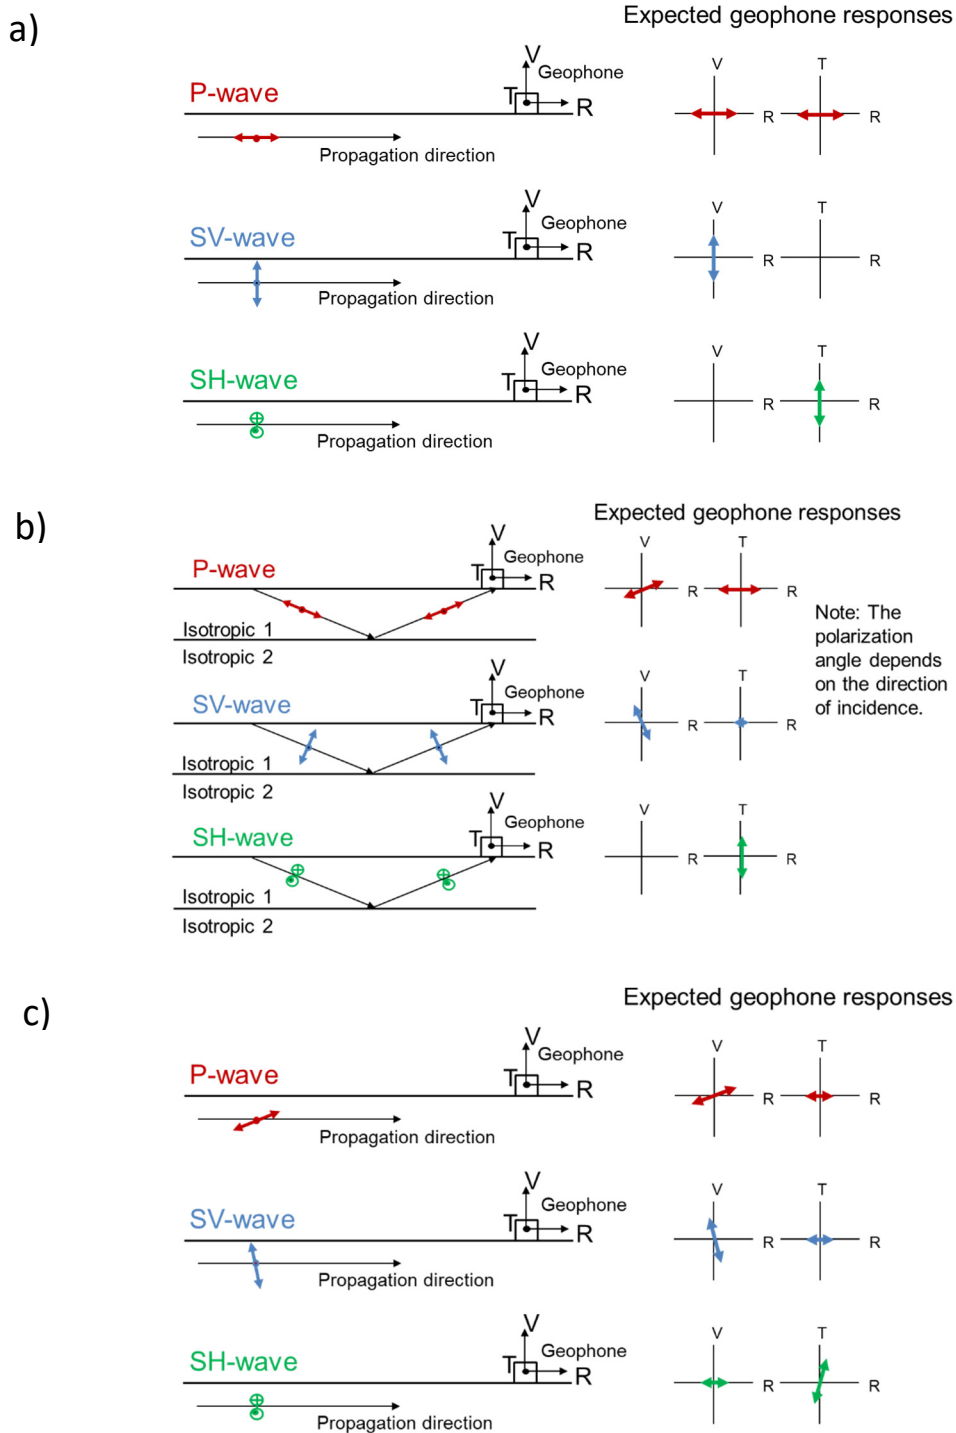 a)
Expected geophone responses
P-wave
V
T
Geophone
R
Propagation direction
V
R
T
R
SV-wave
V
T
Geophone
R
Propagation direction
V
R
T
R
SH-wave
V
T
Geophone
R
Propagation direction
V
R
T
R
b)
Expected geophone responses
P-wave
V
T
Geophone
R
Isotropic 1
Isotropic 2
V
R
T
R
Note: The
polarization
angle depends
on the direction
of incidence.
SV-wave
V
T
Geophone
R
Isotropic 1
Isotropic 2
V
R
T
R
SH-wave
V
T
Geophone
R
Isotropic 1
Isotropic 2
V
R
T
R
c)
Expected geophone responses
P-wave
V
T
Geophone
R
Propagation direction
V
R
T
R
SV-wave
V
T
Geophone
R
Propagation direction
V
R
T
R
SH-wave
V
T
Geophone
R
Propagation direction
V
R
T
R